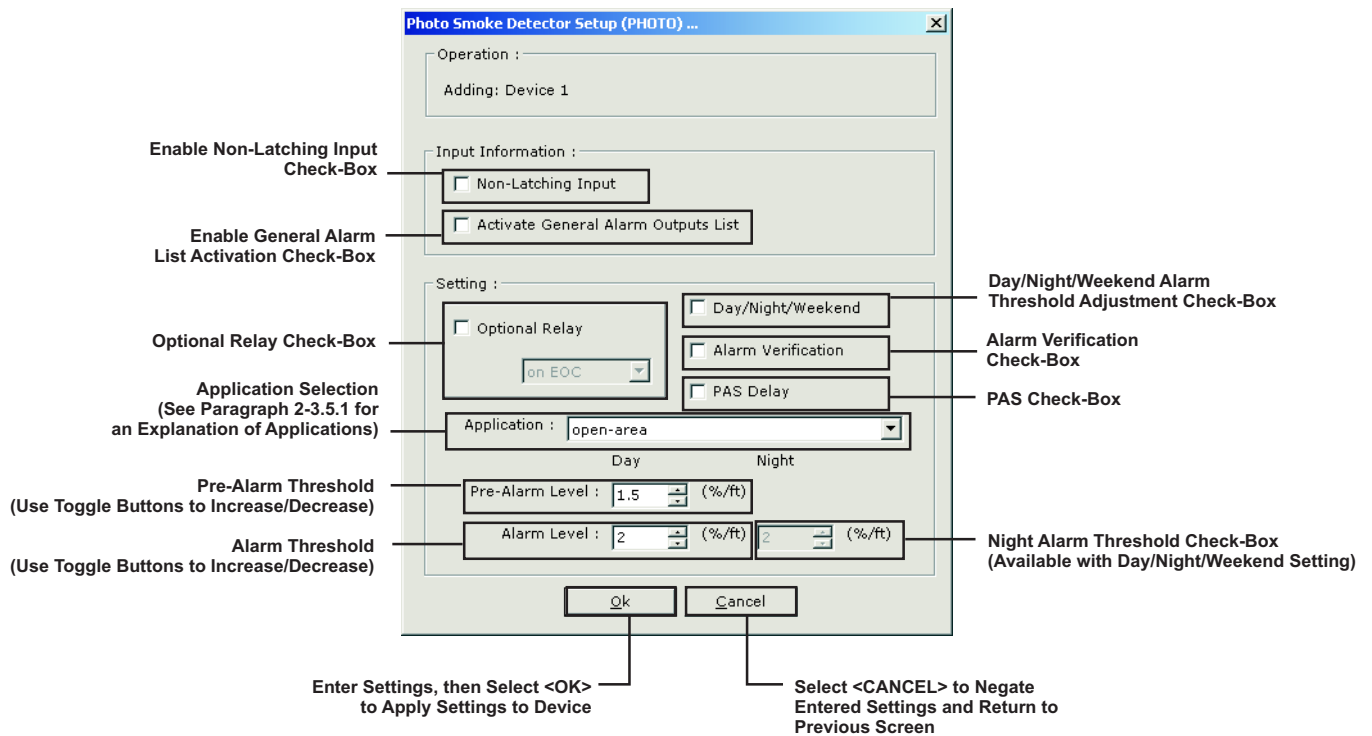 Photo Smoke Detector Setup (PHOTO) ...
Operation :
Adding: Device 1
Enable Non-Latching Input
Check-Box
Input Information :
Non-Latching Input
Activate General Alarm Outputs List
Enable General Alarm
List Activation Check-Box
Setting :
Day/Night/Weekend
Day/Night/Weekend Alarm
Threshold Adjustment Check-Box
Optional Relay
Optional Relay Check-Box
on EOC
Alarm Verification
Alarm Verification
Check-Box
PAS Delay
PAS Check-Box
Application Selection
(See Paragraph 2-3.5.1 for
an Explanation of Applications)
Application : open-area
Day Night
Pre-Alarm Threshold
(Use Toggle Buttons to Increase/Decrease)
Pre-Alarm Level : 1.5 (%/ft)
Alarm Threshold
(Use Toggle Buttons to Increase/Decrease)
Alarm Level : 2 (%/ft) 2 (%/ft)
Night Alarm Threshold Check-Box
(Available with Day/Night/Weekend Setting)
Ok Cancel
Enter Settings, then Select <OK>
to Apply Settings to Device
Select <CANCEL> to Negate
Entered Settings and Return to
Previous Screen